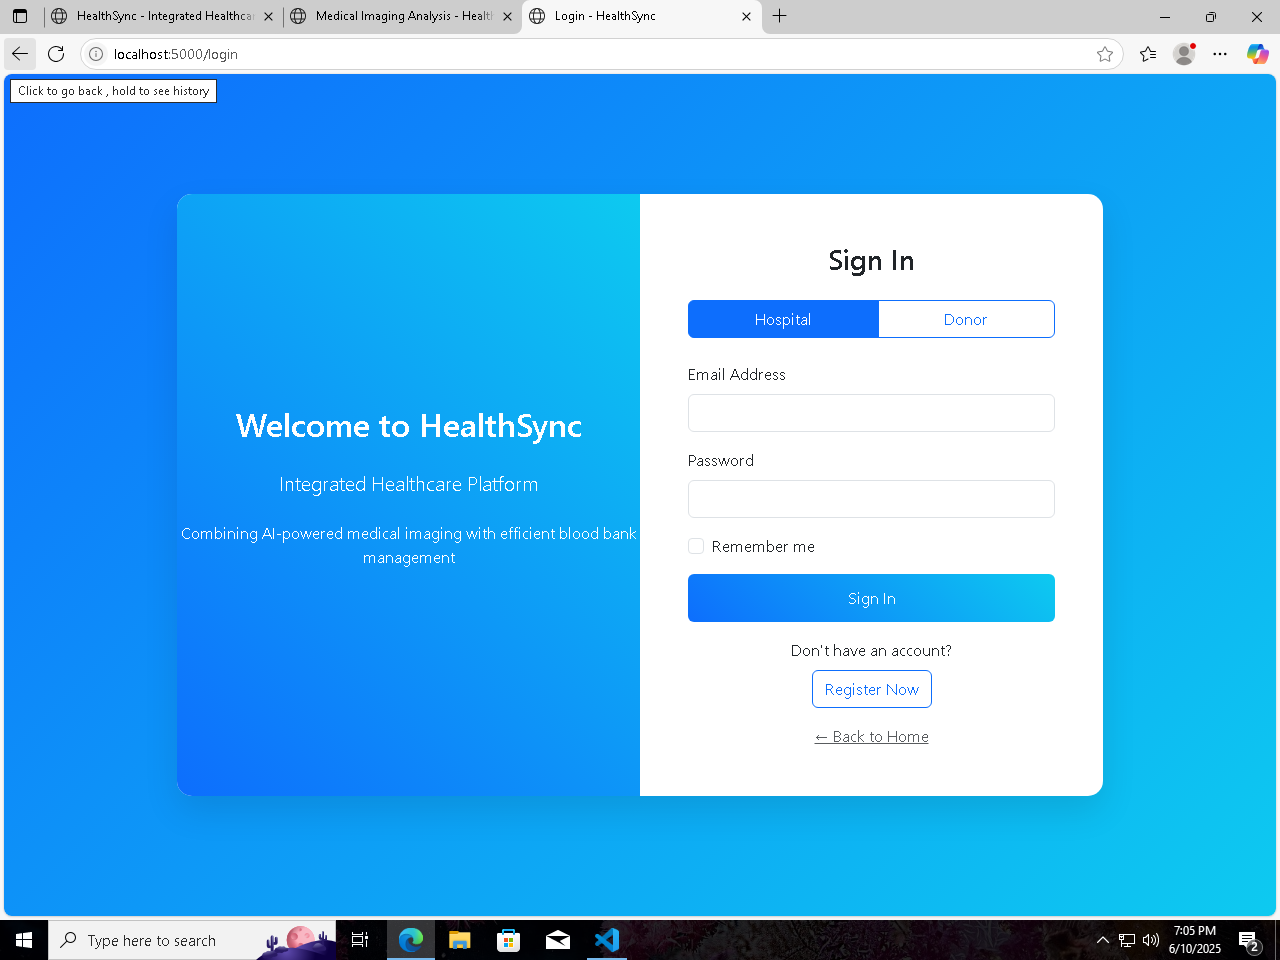 HealthSync - Integrated Healthcar
Medical Imaging Analysis - Healt
Login - HealthSync
localhost:5000/login
Click to go back , hold to see history
Welcome to HealthSync
Integrated Healthcare Platform
Combining AI-powered medical imaging with efficient blood bank
management
Sign In
Hospital
Donor
Email Address
Password
Remember me
Sign In
Don't have an account?
Register Now
← Back to Home
Type here to search
7:05 PM
6/10/2025
2